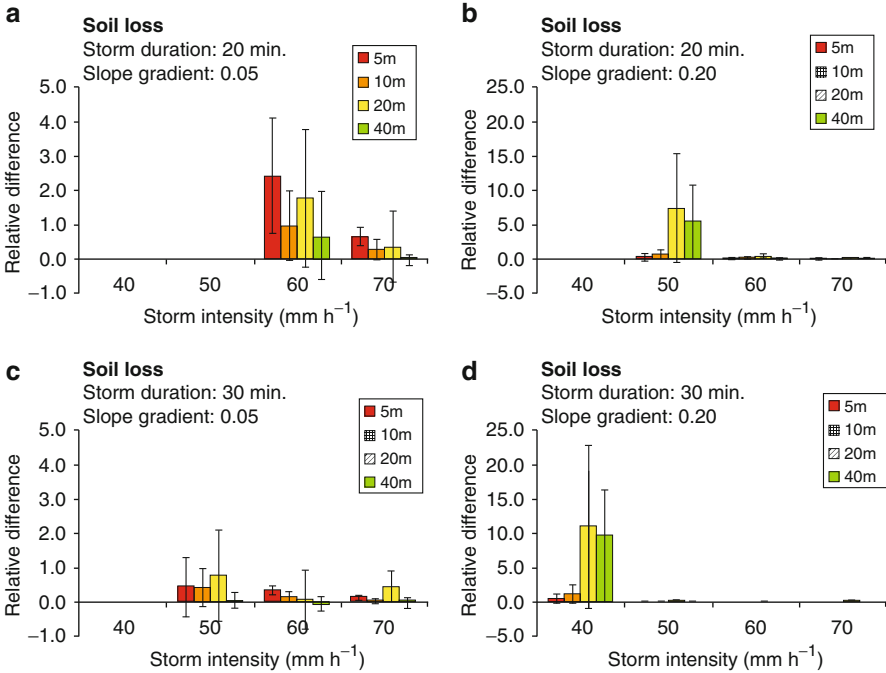 a
Soil loss
Storm duration: 20 min.
Slope gradient: 0.05
5m
10m
20m
40m
5.0
4.0
3.0
2.0
1.0
0.0
−1.0
Relative difference
40 50 60 70
Storm intensity (mm h⁻¹)
b
Soil loss
Storm duration: 20 min.
Slope gradient: 0.20
5m
10m
20m
40m
25
20.0
15.0
10.0
5.0
0.0
−5.0
Relative difference
40 50 60 70
Storm intensity (mm h⁻¹)
c
Soil loss
Storm duration: 30 min.
Slope gradient: 0.05
5m
10m
20m
40m
5.0
4.0
3.0
2.0
1.0
0.0
−1.0
Relative difference
40 50 60 70
Storm intensity (mm h⁻¹)
d
Soil loss
Storm duration: 30 min.
Slope gradient: 0.20
5m
10m
20m
40m
25.0
20.0
15.0
10.0
5.0
0.0
−5.0
Relative difference
40 50 60 70
Storm intensity (mm h⁻¹)